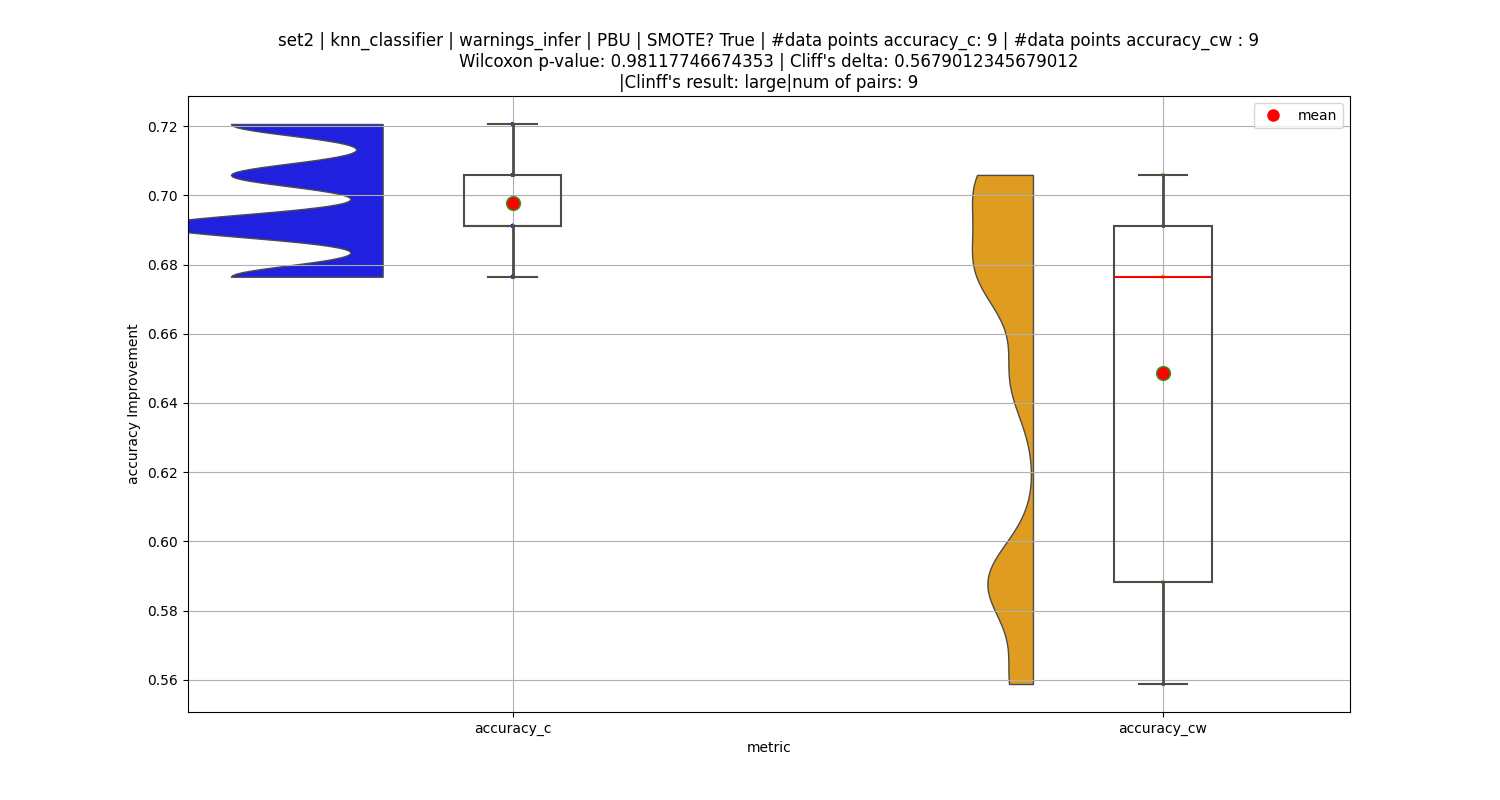 set2 | knn_classifier | warnings_infer | PBU | SMOTE? True | #data points accuracy_c: 9 | #data points accuracy_cw : 9
Wilcoxon p-value: 0.98117746674353 | Cliff's delta: 0.5679012345679012
|Clinff's result: large|num of pairs: 9
mean
0.72
0.70
0.68
0.66
0.64
0.62
0.60
0.58
0.56
accuracy Improvement
accuracy_c
accuracy_cw
metric